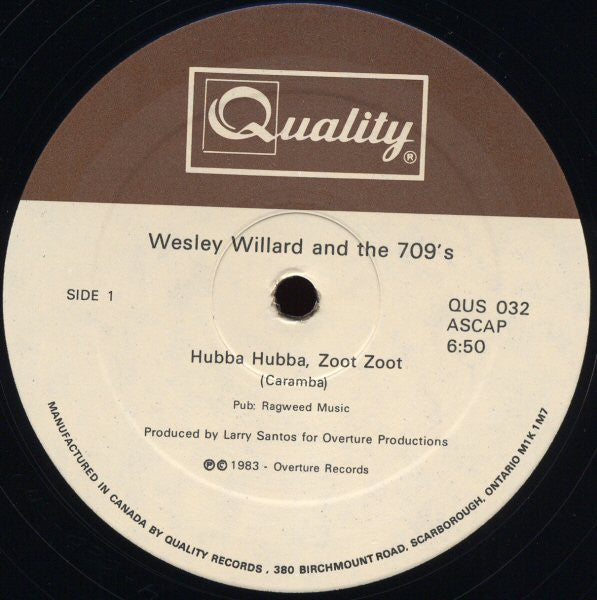 Quality®
Wesley Willard and the 709's
SIDE 1
QUS 032
ASCAP
6:50
Hubba Hubba, Zoot Zoot
(Caramba)
Pub: Ragweed Music
Produced by Larry Santos for Overture Productions
℗© 1983 - Overture Records
MANUFACTURED IN CANADA BY QUALITY RECORDS . 380 BIRCHMOUNT ROAD, SCARBOROUGH, ONTARIO M1K 1M7